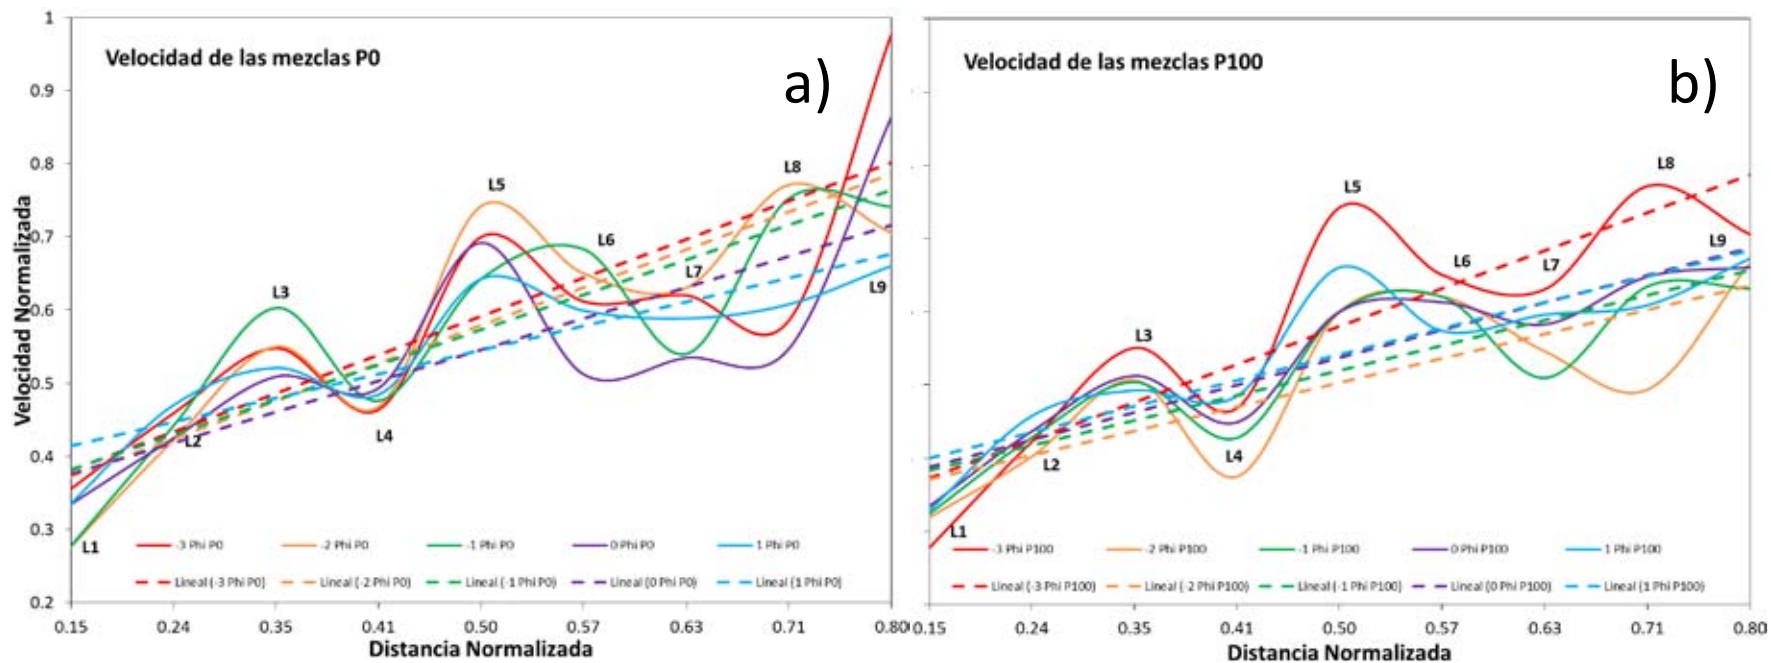 Velocidad de las mezclas P0
a)
Velocidad Normalizada
1
0.9
0.8
0.7
0.6
0.5
0.4
0.3
0.2
L1
L2
L3
L4
L5
L6
L7
L8
L9
-3 Phi P0 -2 Phi P0 -1 Phi P0 0 Phi P0 1 Phi P0
Lineal (-3 Phi P0) Lineal (-2 Phi P0) Lineal (-1 Phi P0) Lineal (0 Phi P0) Lineal (1 Phi P0)
0.15 0.24 0.35 0.41 0.50 0.57 0.63 0.71 0.80
Distancia Normalizada
Velocidad de las mezclas P100
b)
L1
L2
L3
L4
L5
L6
L7
L8
L9
-3 Phi P100 -2 Phi P100 -1 Phi P100 0 Phi P100 1 Phi P100
Lineal (-3 Phi P100) Lineal (-2 Phi P100) Lineal (-1 Phi P100) Lineal (0 Phi P100) Lineal (1 Phi P100)
0.15 0.24 0.35 0.41 0.50 0.57 0.63 0.71 0.80
Distancia Normalizada